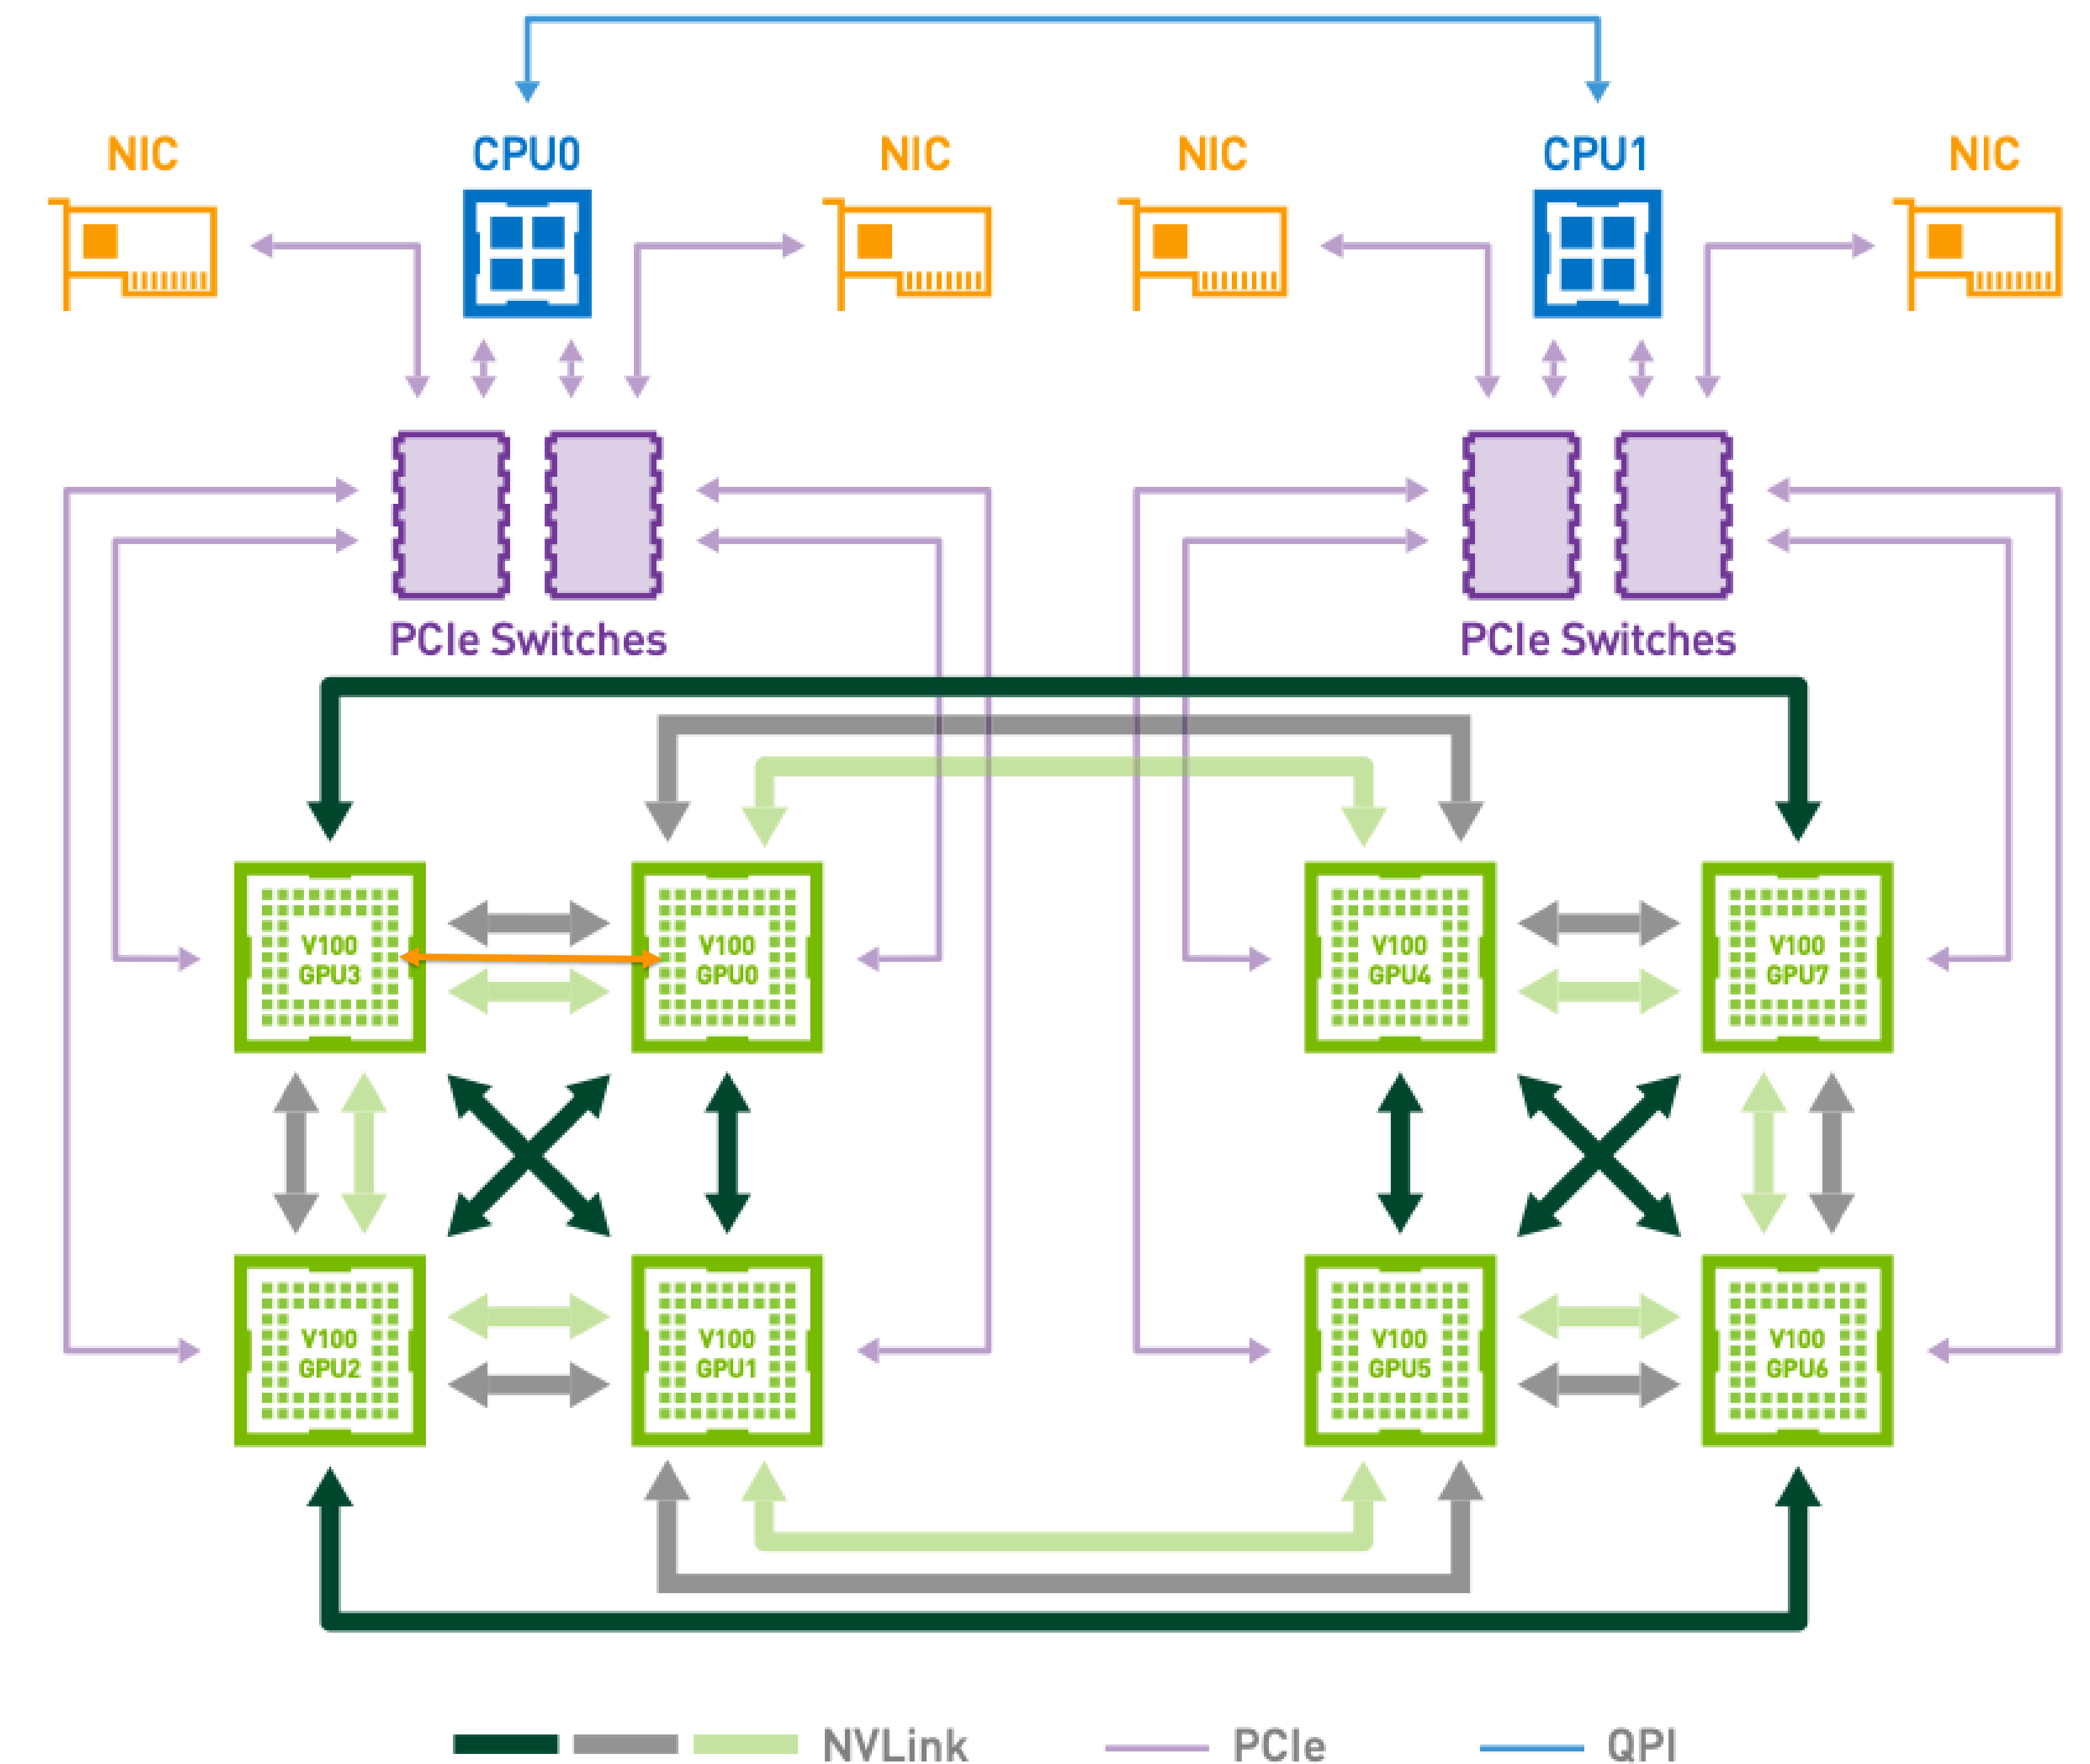 NIC
CPU0
NIC
NIC
CPU1
NIC
PCIe Switches
PCIe Switches
V100
GPU3
V100
GPU0
V100
GPU4
V100
GPU7
V100
GPU2
V100
GPU1
V100
GPU5
V100
GPU6
NVLink
PCIe
QPI